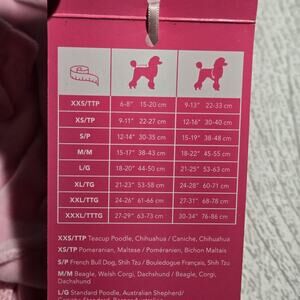 XXS/TTP 6-8" 15-20 cm 9-13" 22-33 cm
XS/TP 9-11" 22-27 cm 12-16" 30-40 cm
S/P 12-14" 30-35 cm 15-19" 38-48 cm
M/M 15-17" 38-43 cm 18-22" 45-55 cm
L/G 18-20" 44-50 cm 21-25" 53-63 cm
XL/TG 21-23" 53-58 cm 24-28" 60-71 cm
XXL/TTG 24-26" 61-66 cm 27-31" 68-78 cm
XXXL/TTTG 27-29" 63-73 cm 30-34" 76-86 cm
XXS/TTP Teacup Poodle, Chihuahua / Caniche, Chihuahua
XS/TP Pomeranian, Maltese / Poméranien, Bichon Maltais
S/P French Bull Dog, Shih Tzu / Bouledogue Français, Shih Tzu
M/M Beagle, Welsh Corgi, Dachshund / Beagle, Corgi,
Dachshund
L/G Standard Poodle, Australian Shepherd/